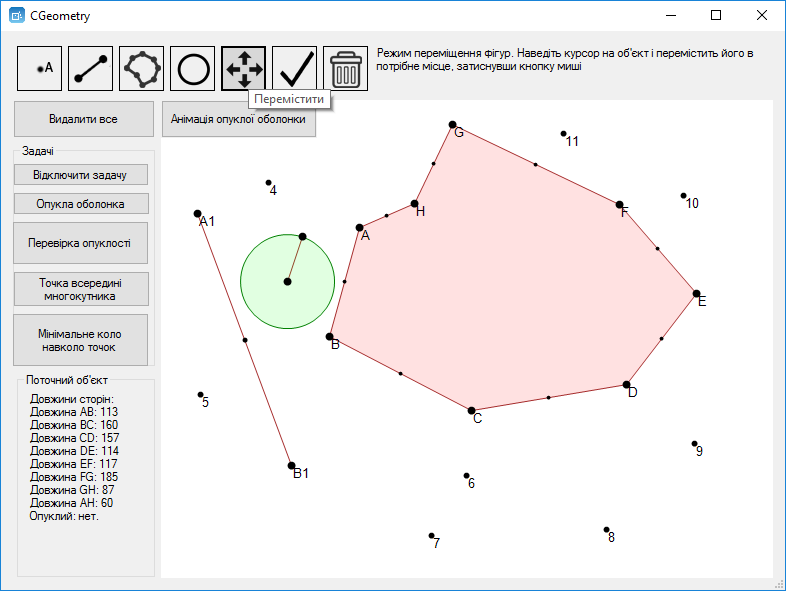 CGeometry
A
Режим переміщення фігур. Наведіть курсор на об'єкт і перемістить його в
потрібне місце, затиснувши кнопку миші
Перемістити
Видалити все
Анімація опуклої оболонки
Задачі
Відключити задачу
Опукла оболонка
Перевірка опуклості
Точка всередині
многокутника
Мінімальне коло
навколо точок
Поточний об'єкт
Довжини сторін:
Довжина AB: 113
Довжина BC: 160
Довжина CD: 157
Довжина DE: 114
Довжина EF: 117
Довжина FG: 185
Довжина GH: 87
Довжина AH: 60
Опуклий: нет.
G
11
4
10
A1
H
F
A
E
B
D
5
C
9
B1
6
8
7